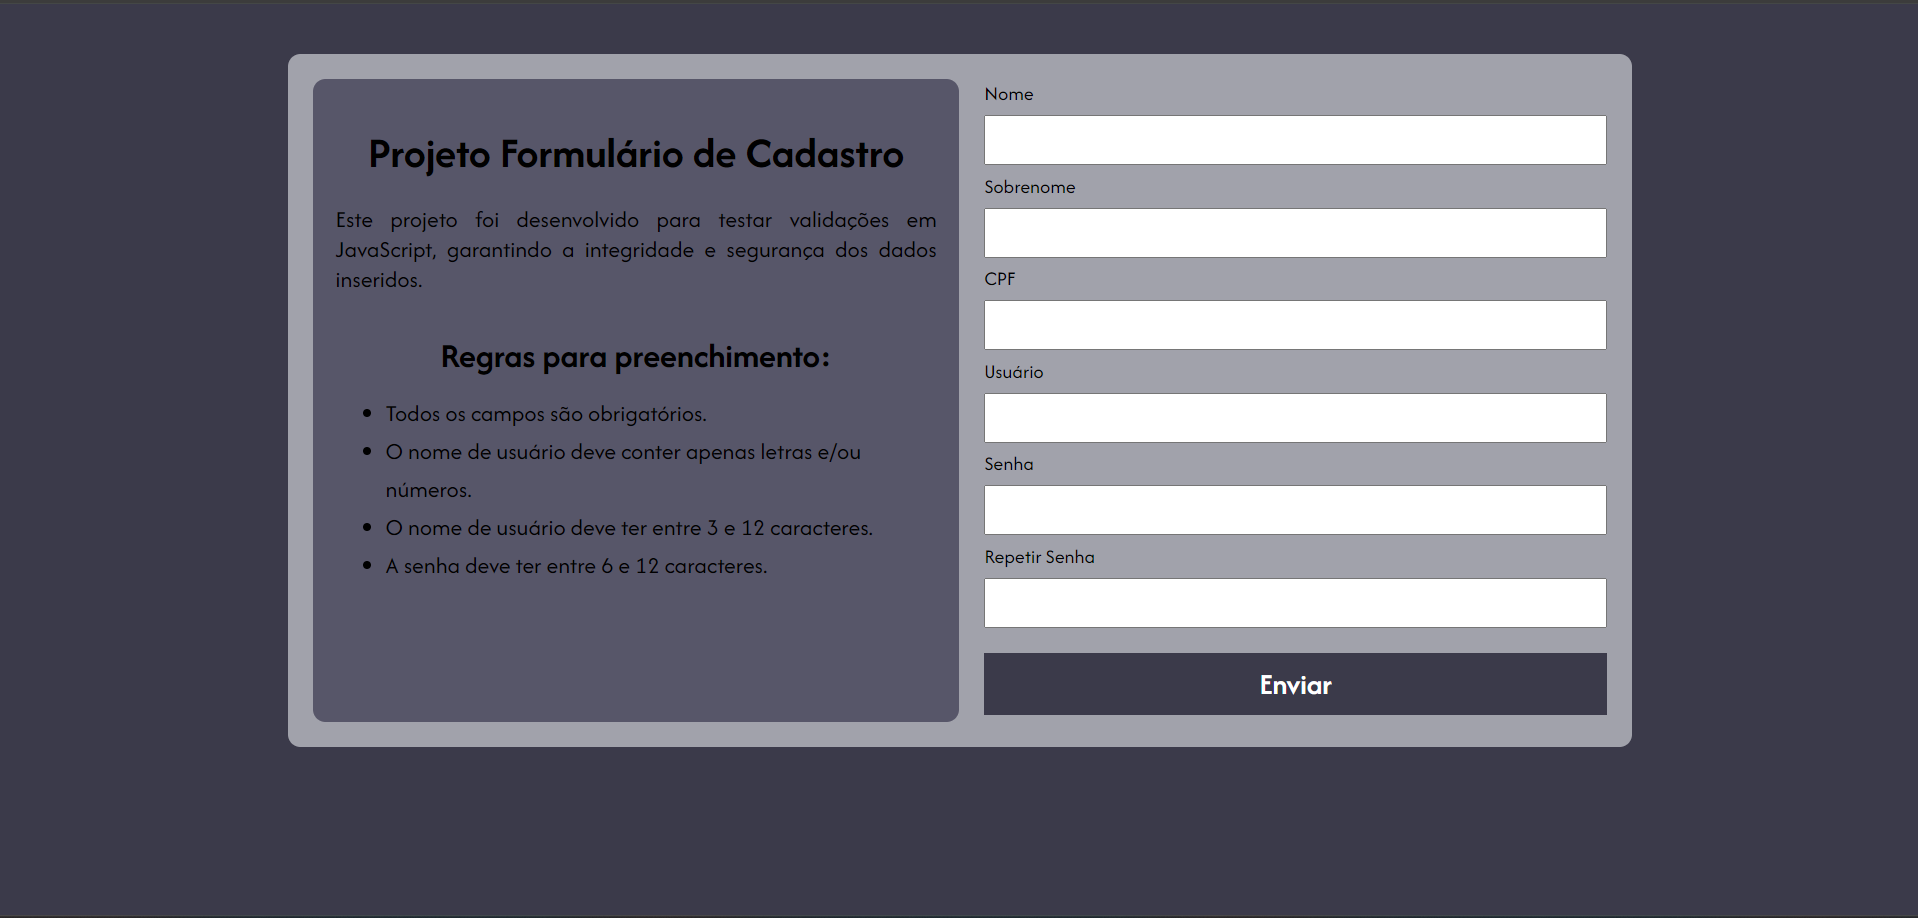 Projeto Formulário de Cadastro
Este projeto foi desenvolvido para testar validações em
JavaScript, garantindo a integridade e segurança dos dados
inseridos.
Regras para preenchimento:
Todos os campos são obrigatórios.
O nome de usuário deve conter apenas letras e/ou
números.
O nome de usuário deve ter entre 3 e 12 caracteres.
A senha deve ter entre 6 e 12 caracteres.
Nome
Sobrenome
CPF
Usuário
Senha
Repetir Senha
Enviar